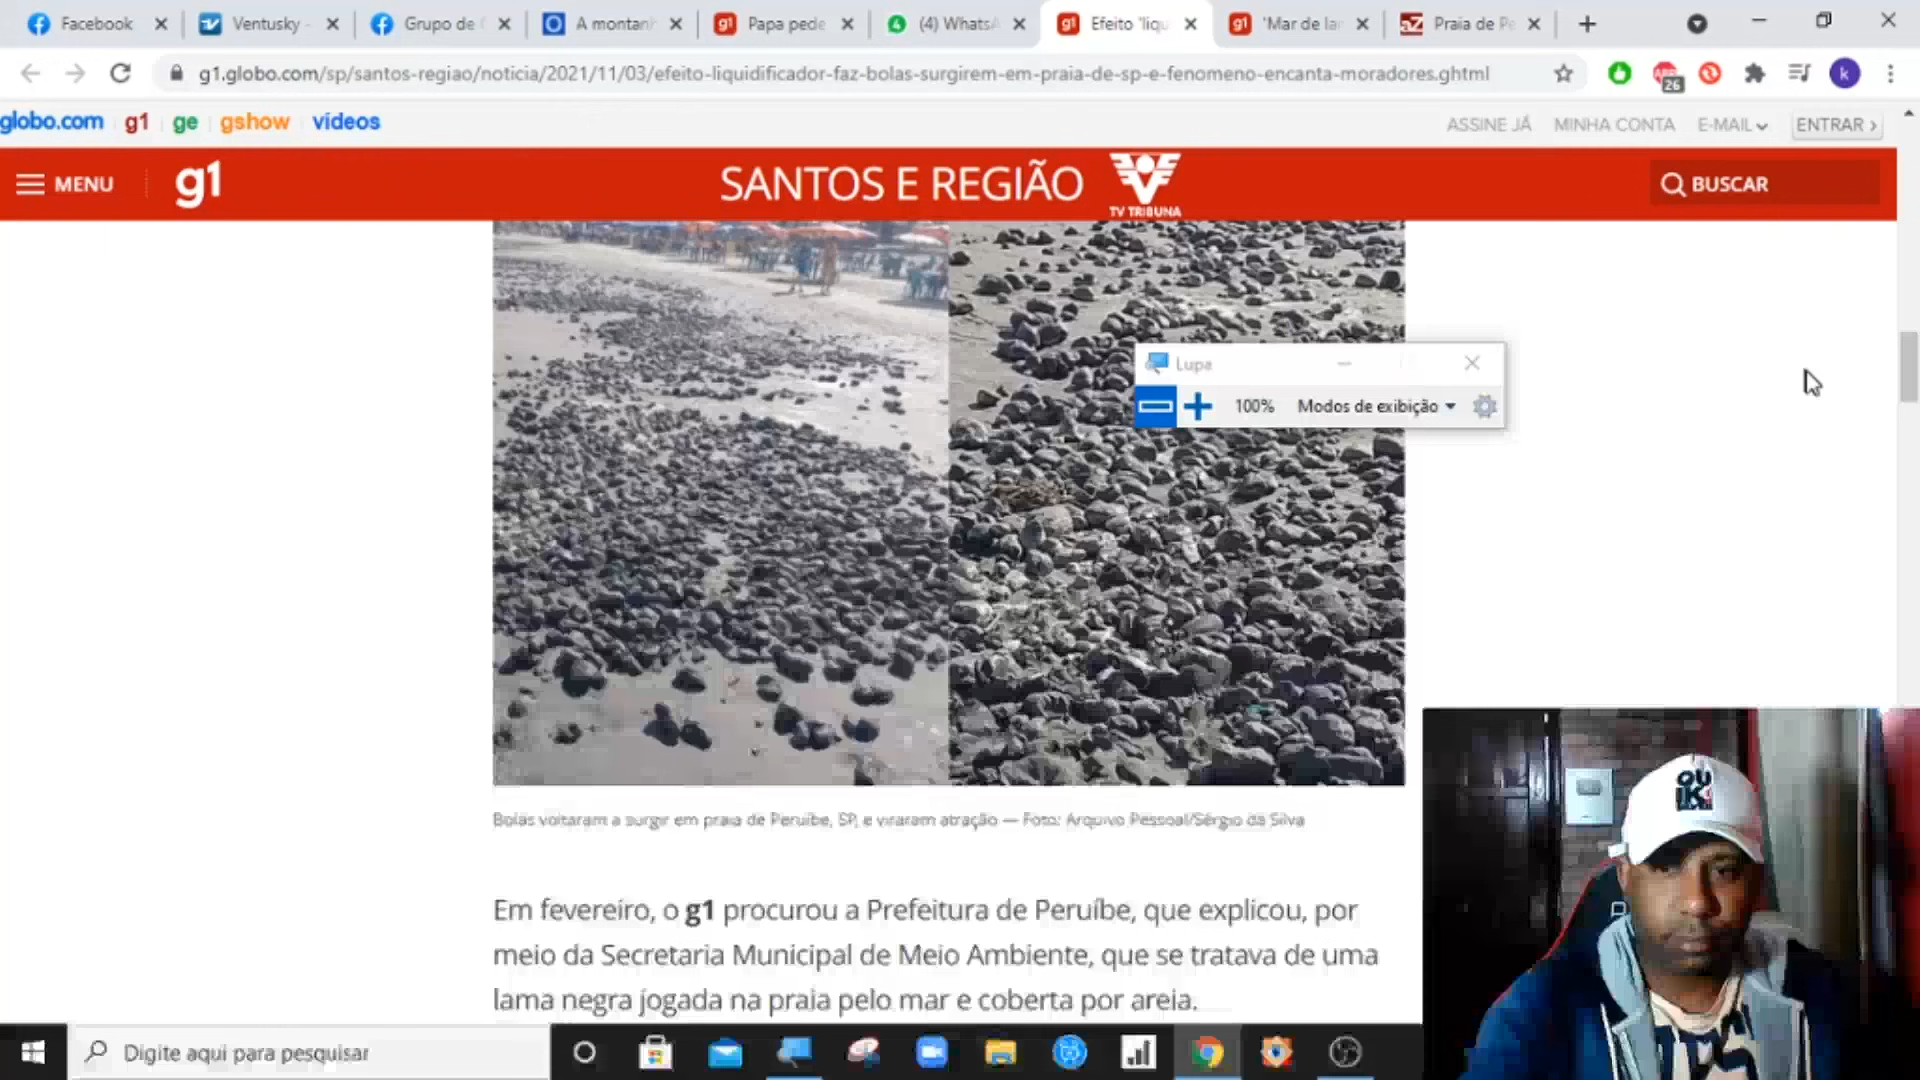 Facebook
Ventusky -
Grupo de
A montanh
Papa pede
(4) WhatsA
Efeito "liqu
'Mar de lar
Praia de Pe
g1.globo.com/sp/santos-regiao/noticia/2021/11/03/efeito-liquidificador-faz-bolas-surgirem-em-praia-de-sp-e-fenomeno-encanta-moradores.ghtml
26
k
globo.com g1 ge gshow vídeos
ASSINE JÁ MINHA CONTA E-MAIL ENTRAR ›
MENU g1 SANTOS E REGIÃO TV TRIBUNA BUSCAR
Lupa
100% Modos de exibição
Bolas voltaram a surgir em praia de Peruíbe, SP, e viraram atração — Foto: Arquivo Pessoal/Sérgio da Silva
Em fevereiro, o g1 procurou a Prefeitura de Peruíbe, que explicou, por
meio da Secretaria Municipal de Meio Ambiente, que se tratava de uma
lama negra jogada na praia pelo mar e coberta por areia.
Digite aqui para pesquisar